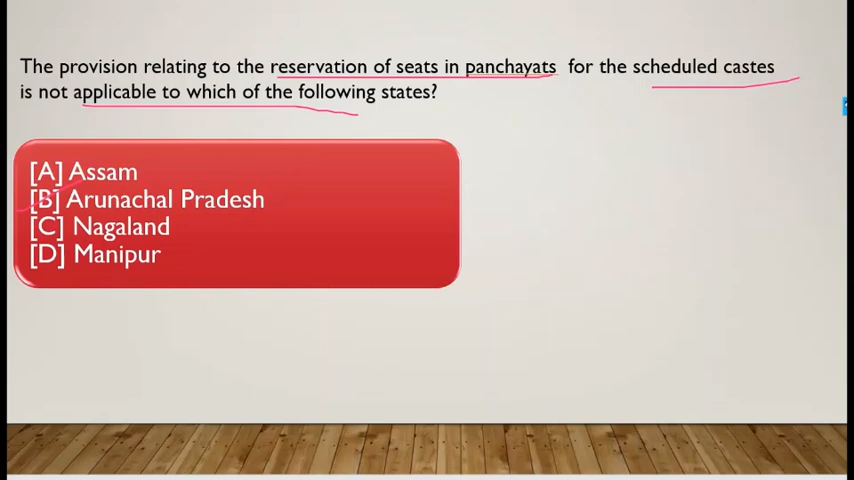 The provision relating to the reservation of seats in panchayats for the scheduled castes
is not applicable to which of the following states?
[A] Assam
[B] Arunachal Pradesh
[C] Nagaland
[D] Manipur